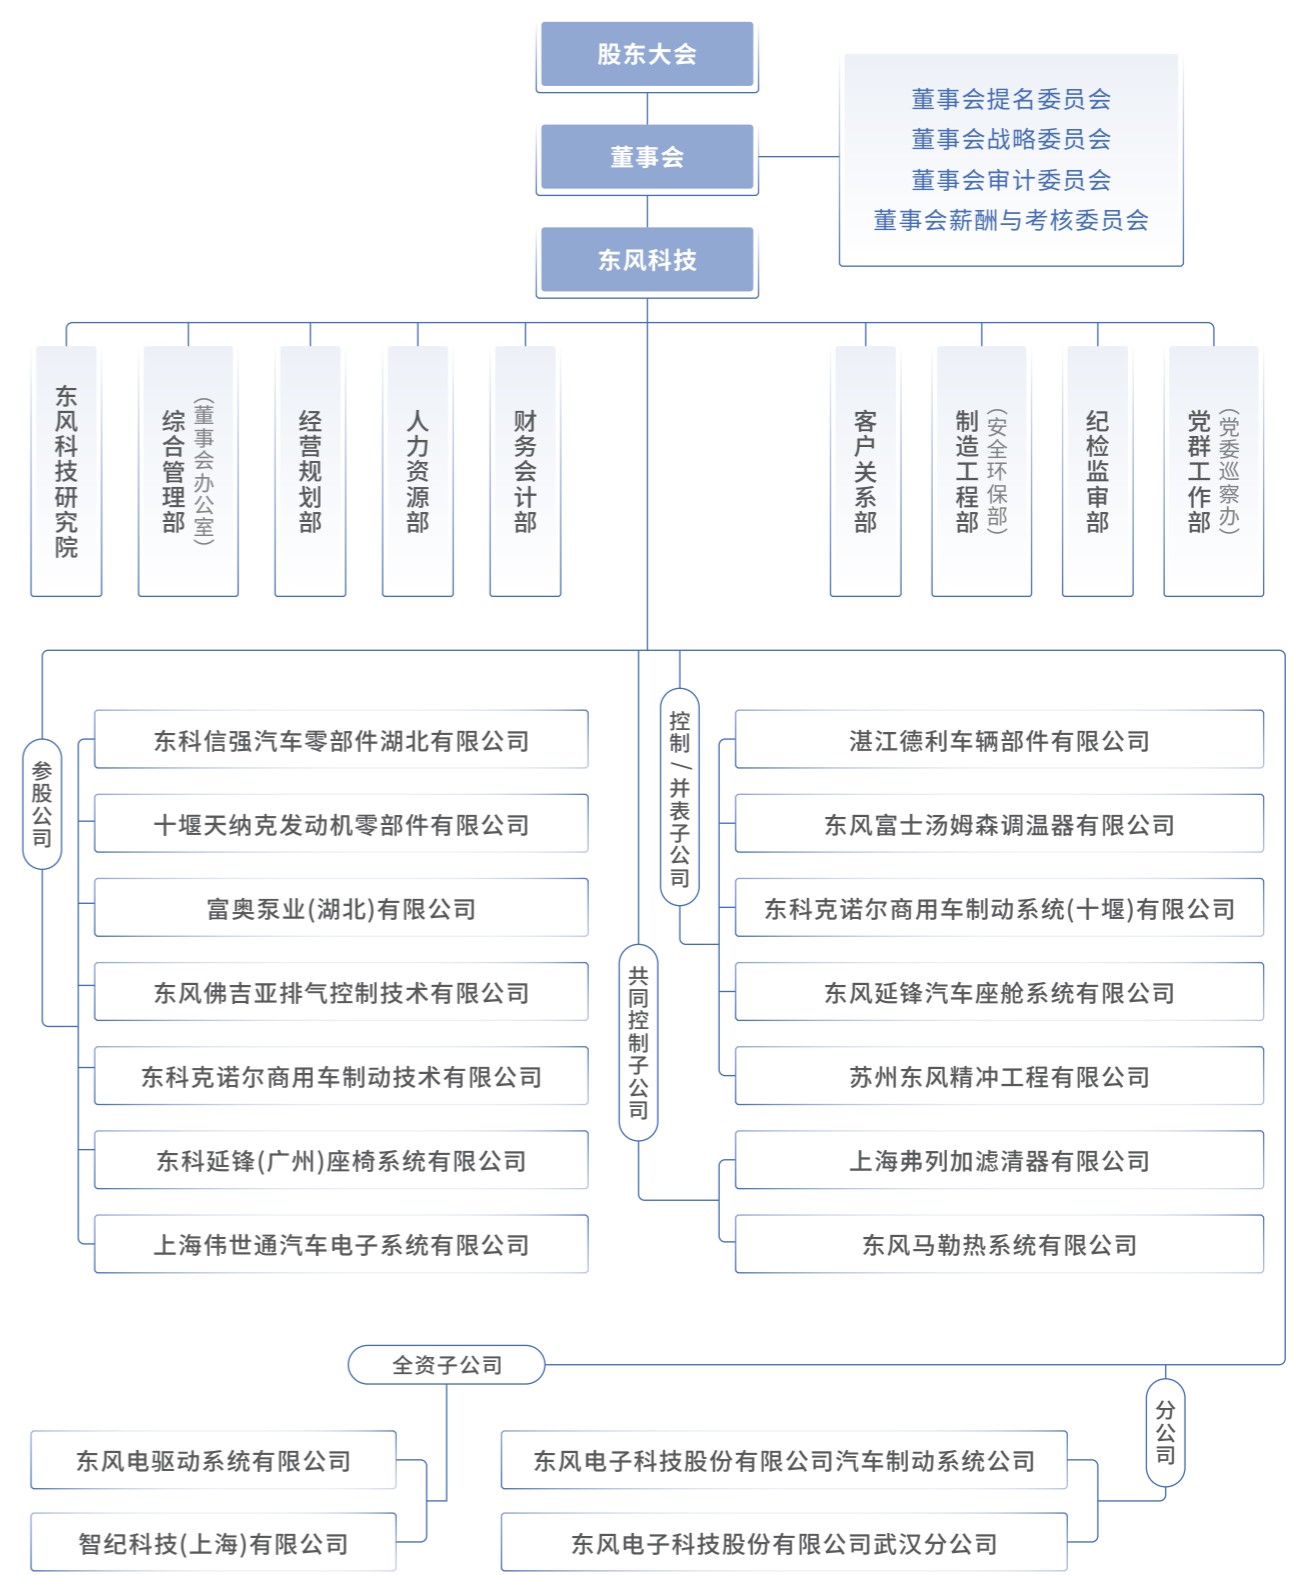 股东大会
董事会
董事会提名委员会
董事会战略委员会
董事会审计委员会
董事会薪酬与考核委员会
东风科技
东风科技研究院
综合管理部
（董事会办公室）
经营规划部
人力资源部
财务会计部
客户关系部
制造工程部
（安全环保部）
纪检监审部
党群工作部
（党委巡察办）
参股公司
东科信强汽车零部件湖北有限公司
十堰天纳克发动机零部件有限公司
富奥泵业(湖北)有限公司
东风佛吉亚排气控制技术有限公司
东科克诺尔商用车制动技术有限公司
东科延锋(广州)座椅系统有限公司
上海伟世通汽车电子系统有限公司
控制/并表子公司
湛江德利车辆部件有限公司
东风富士汤姆森调温器有限公司
东科克诺尔商用车制动系统(十堰)有限公司
东风延锋汽车座舱系统有限公司
苏州东风精冲工程有限公司
共同控制子公司
上海弗列加滤清器有限公司
东风马勒热系统有限公司
全资子公司
东风电驱动系统有限公司
智纪科技(上海)有限公司
分公司
东风电子科技股份有限公司汽车制动系统公司
东风电子科技股份有限公司武汉分公司